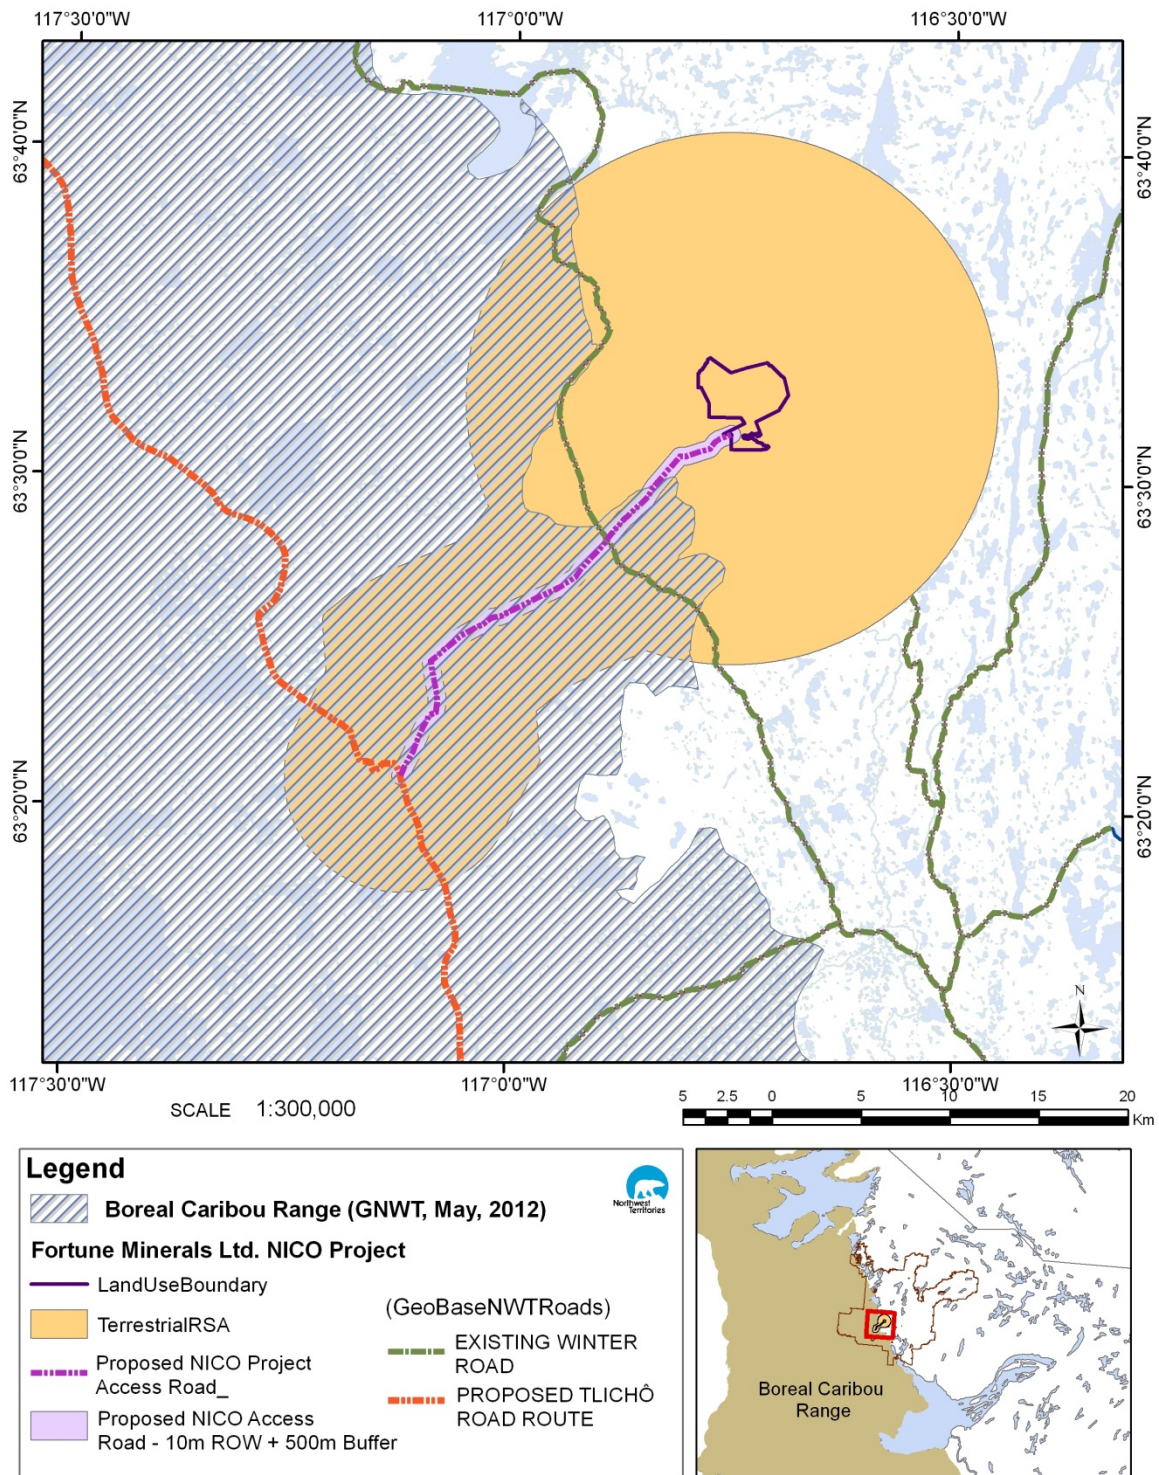 117°30'0"W 117°0'0"W 116°30'0"W
63°40'0"N
63°40'0"N
63°30'0"N
63°30'0"N
63°20'0"N
63°20'0"N
N
117°30'0"W 117°0'0"W 116°30'0"W
SCALE 1:300,000
5 2.5 0 5 10 15 20
Km
Legend
Boreal Caribou Range (GNWT, May, 2012)
Northwest
Territories
Fortune Minerals Ltd. NICO Project
LandUseBoundary
TerrestrialRSA
Proposed NICO Project
Access Road_
Proposed NICO Access
Road - 10m ROW + 500m Buffer
(GeoBaseNWTRoads)
EXISTING WINTER
ROAD
PROPOSED TLICHÔ
ROAD ROUTE
Boreal Caribou
Range